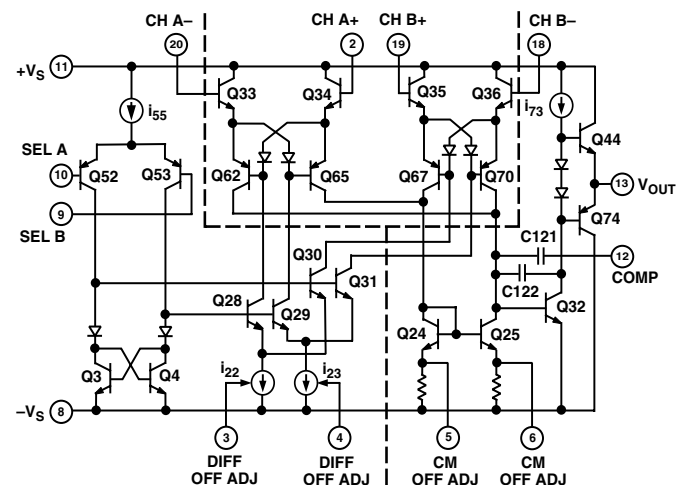 CH A– CH A+ CH B+ CH B–
20 2 19 18
+VS 11
Q33 Q34 Q35 Q36
i55 i73
Q44
SEL A
10 Q52 Q53 Q62 Q65 Q67 Q70
13 VOUT
9
SEL B
Q74
C121
12
COMP
Q30
Q31
C122
Q28 Q29
Q32
Q24 Q25
Q3 Q4
i22 i23
–VS 8
3 4 5 6
DIFF
OFF ADJ
DIFF
OFF ADJ
CM
OFF ADJ
CM
OFF ADJ